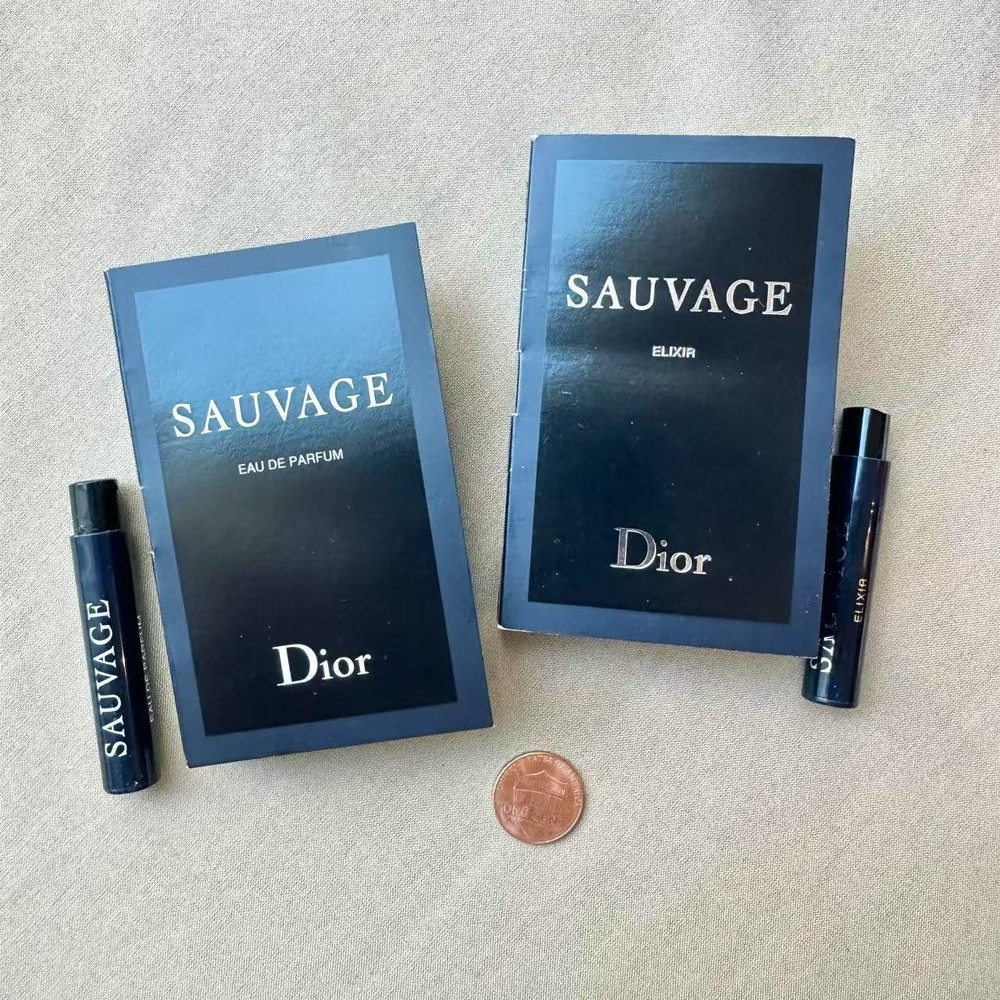 SAUVAGE
EAU DE PARFUM
Dior
SAUVAGE
EAU DE PARFUM
SAUVAGE
ELIXIR
Dior
ELIXIR
ONE CENT